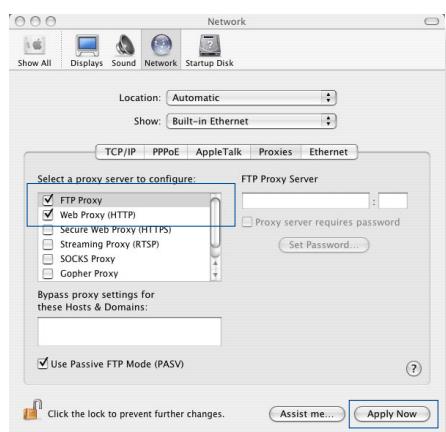 Network
Show All Displays Sound Network Startup Disk
Location: Automatic
Show: Built-in Ethernet
TCP/IP PPPoE AppleTalk Proxies Ethernet
Select a proxy server to configure: FTP Proxy Server
FTP Proxy
:
Web Proxy (HTTP)
Proxy server requires password
Secure Web Proxy (HTTPS)
Streaming Proxy (RTSP) Set Password...
SOCKS Proxy
Gopher Proxy
Bypass proxy settings for
these Hosts & Domains:
Use Passive FTP Mode (PASV) ?
Click the lock to prevent further changes. Assist me... Apply Now